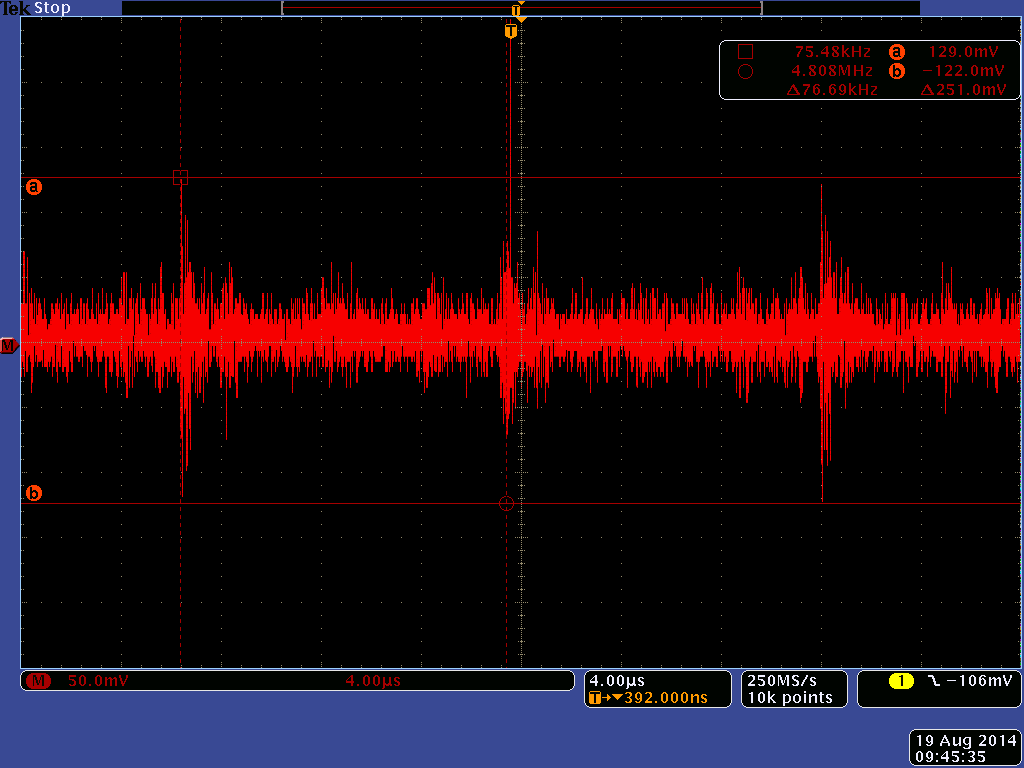 Tek Stop
T
T
75.48kHz a 129.0mV
4.808MHz b −122.0mV
Δ76.69kHz Δ251.0mV
a
M
b
M 50.0mV 4.00µs
4.00µs
T→▼392.000ns
250MS/s
10k points
1 −106mV
19 Aug 2014
09:45:35